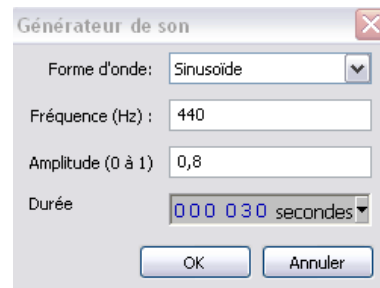 Générateur de son
Forme d'onde: Sinusoïde
Fréquence (Hz) : 440
Amplitude (0 à 1) 0,8
Durée 000 030 secondes
OK Annuler